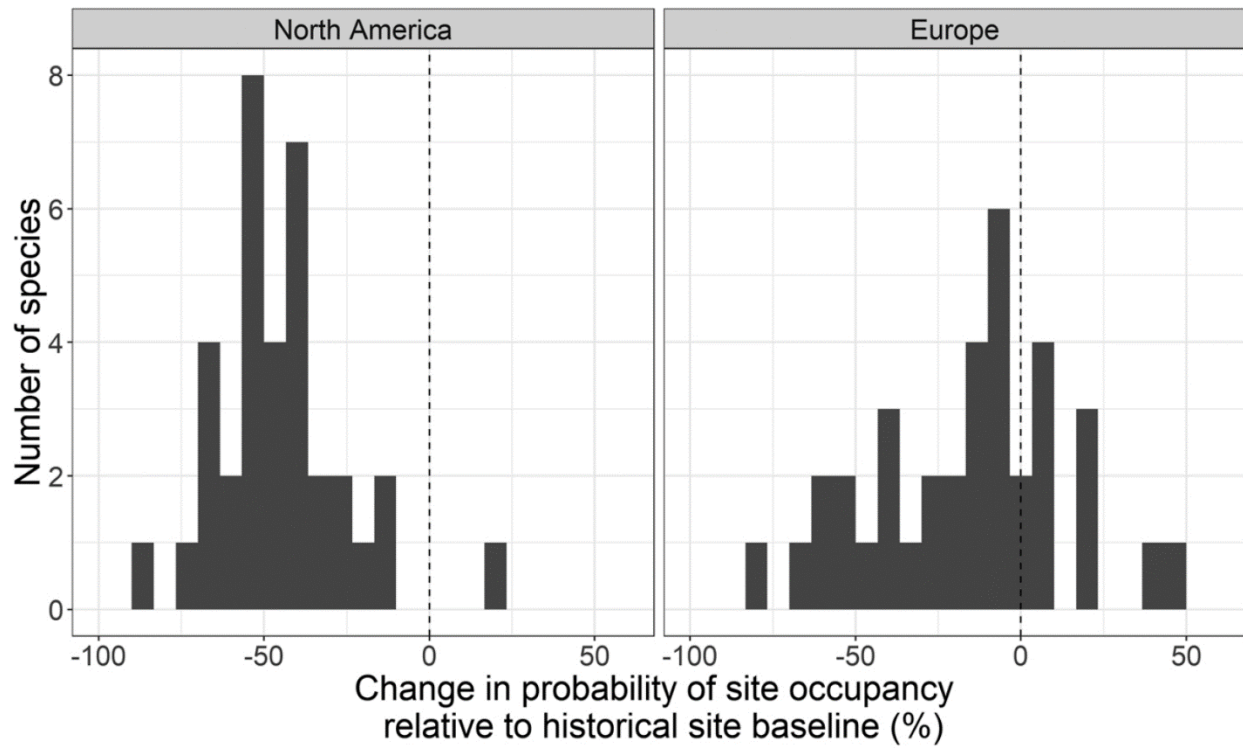 North America
Europe
Number of species
8
6
4
2
0
-100
-50
0
50
-100
-50
0
50
Change in probability of site occupancy
relative to historical site baseline (%)